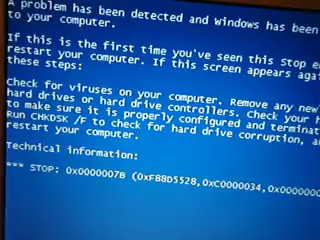 A problem has been detected and Windows has been
to your computer.
If this is the first time you've seen this Stop e
restart your computer. If this screen appears aga
these steps:
Check for viruses on your computer. Remove any new
hard drives or hard drive controllers. Check your h
to make sure it is properly configured and terminat
Run CHKDSK /F to check for hard drive corruption, an
restart your computer.
Technical information:
*** STOP: 0x0000007B (0xF88D5528,0xC0000034,0x0000000